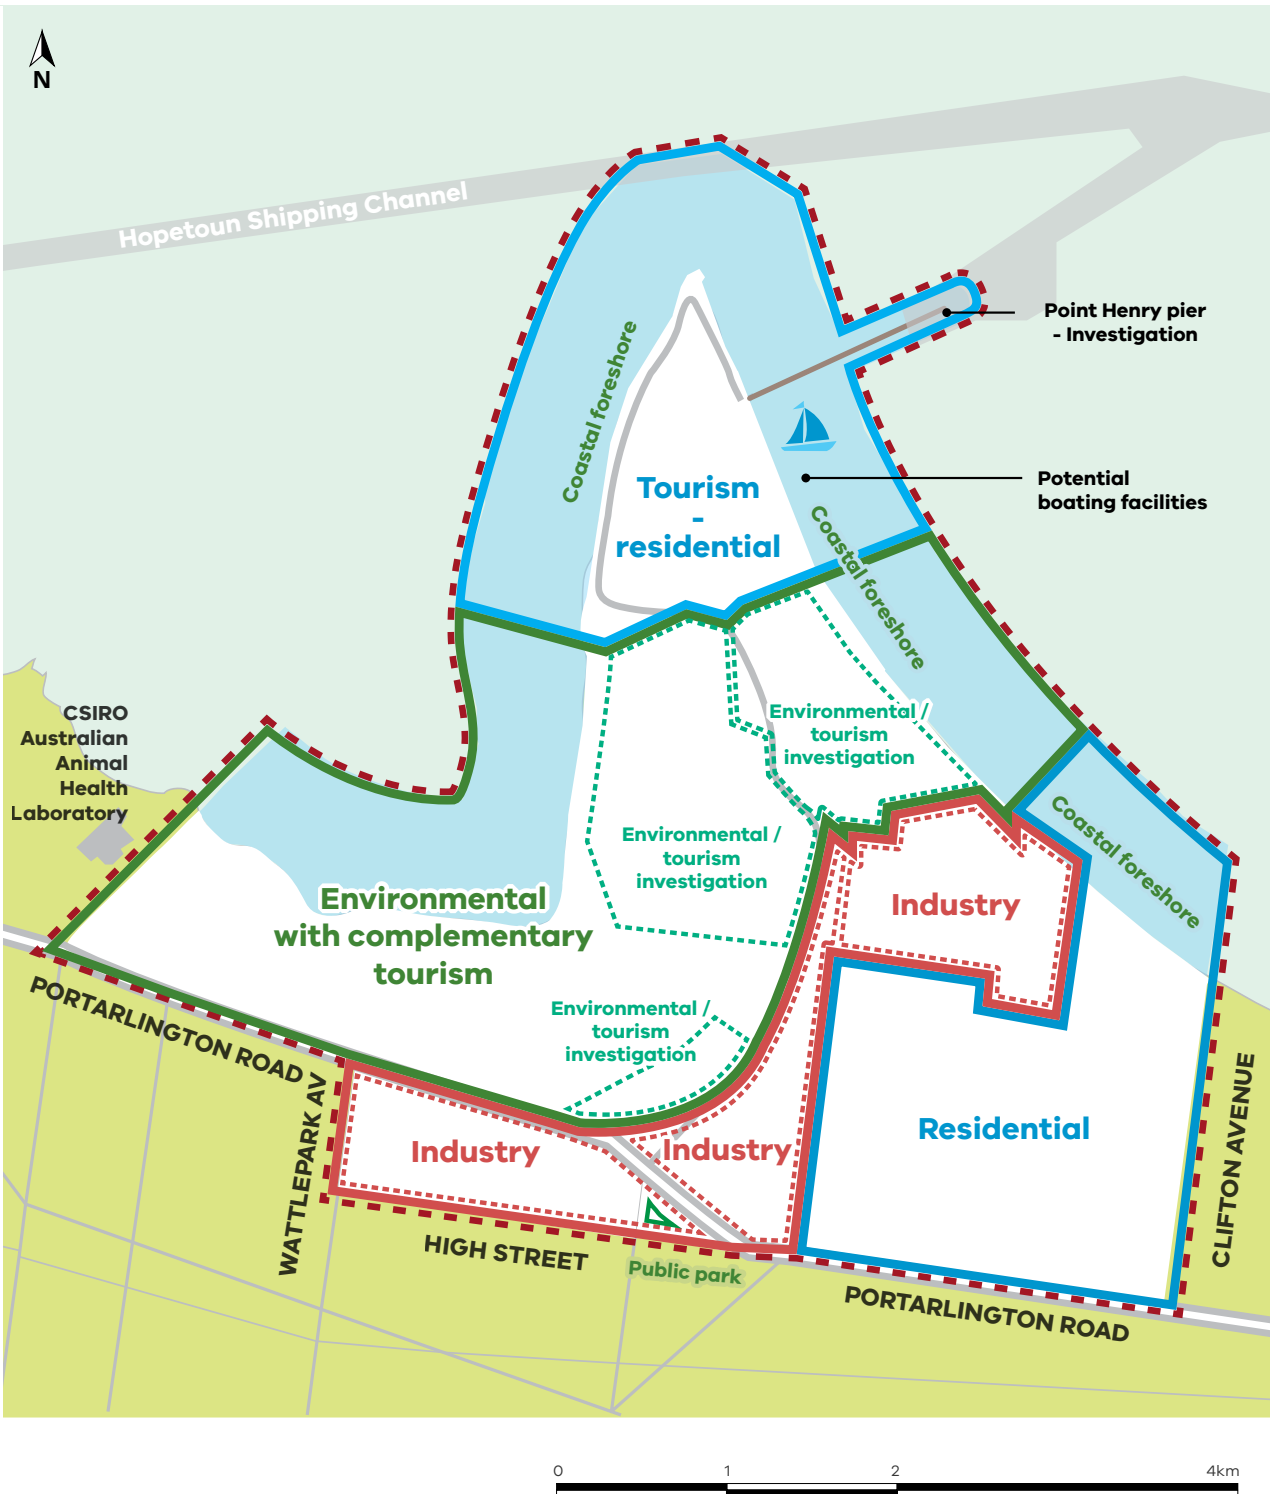 N
Hopetoun Shipping Channel
Point Henry pier
- Investigation
Coastal foreshore
Tourism
-
residential
Potential
boating facilities
Coastal foreshore
CSIRO
Australian
Animal
Health
Laboratory
Environmental /
tourism
investigation
Environmental /
tourism
investigation
Coastal foreshore
Industry
Environmental
with complementary
tourism
PORTARLINGTON ROAD
Environmental /
tourism
investigation
WATTLEPARK AV
Industry
Industry
Residential
CLIFTON AVENUE
HIGH STREET
Public park
PORTARLINGTON ROAD
0 1 2 4km